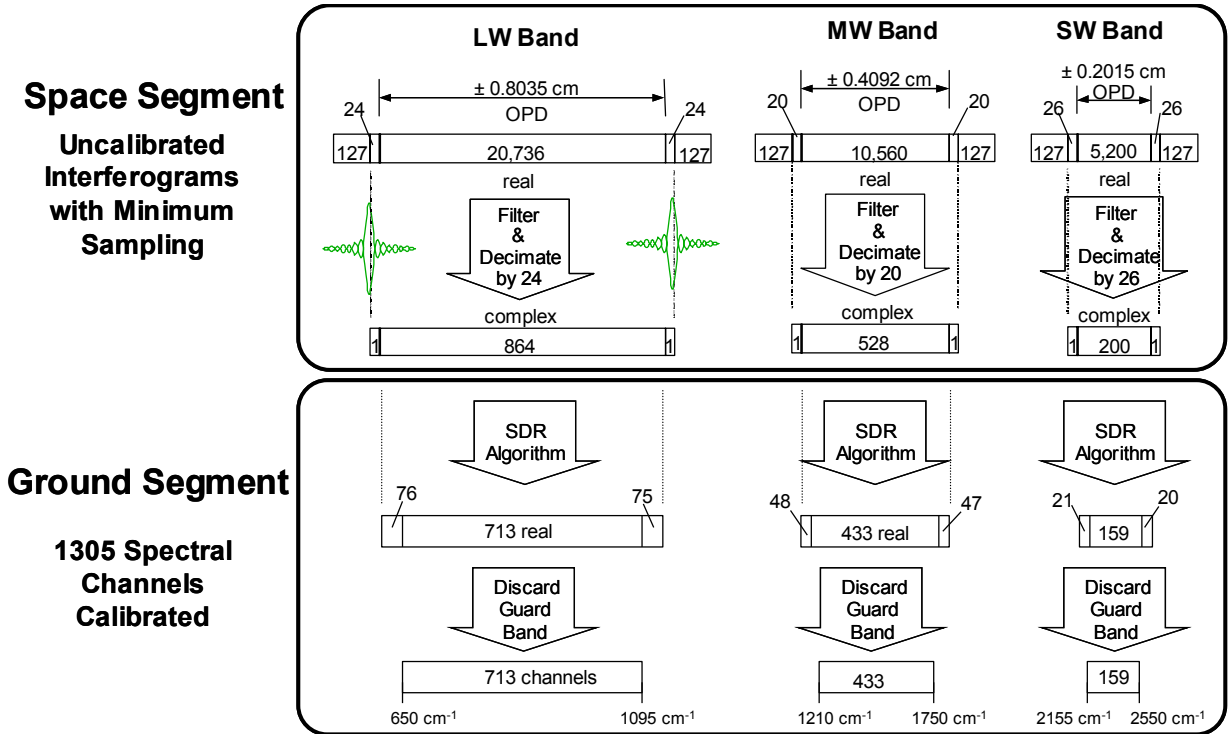 LW Band
MW Band
SW Band
Space Segment
Uncalibrated
Interferograms
with Minimum
Sampling
± 0.8035 cm
OPD
24
24
127
20,736
127
real
Filter
&
Decimate
by 24
complex
1
864
1
± 0.4092 cm
OPD
20
20
127
10,560
127
real
Filter
&
Decimate
by 20
complex
1
528
1
± 0.2015 cm
OPD
26
26
127
5,200
127
real
Filter
&
Decimate
by 26
complex
1
200
1
Ground Segment
1305 Spectral
Channels
Calibrated
SDR
Algorithm
76
75
713 real
Discard
Guard
Band
713 channels
650 cm⁻¹
1095 cm⁻¹
SDR
Algorithm
48
47
433 real
Discard
Guard
Band
433
1210 cm⁻¹
1750 cm⁻¹
SDR
Algorithm
21
20
159
Discard
Guard
Band
159
2155 cm⁻¹
2550 cm⁻¹